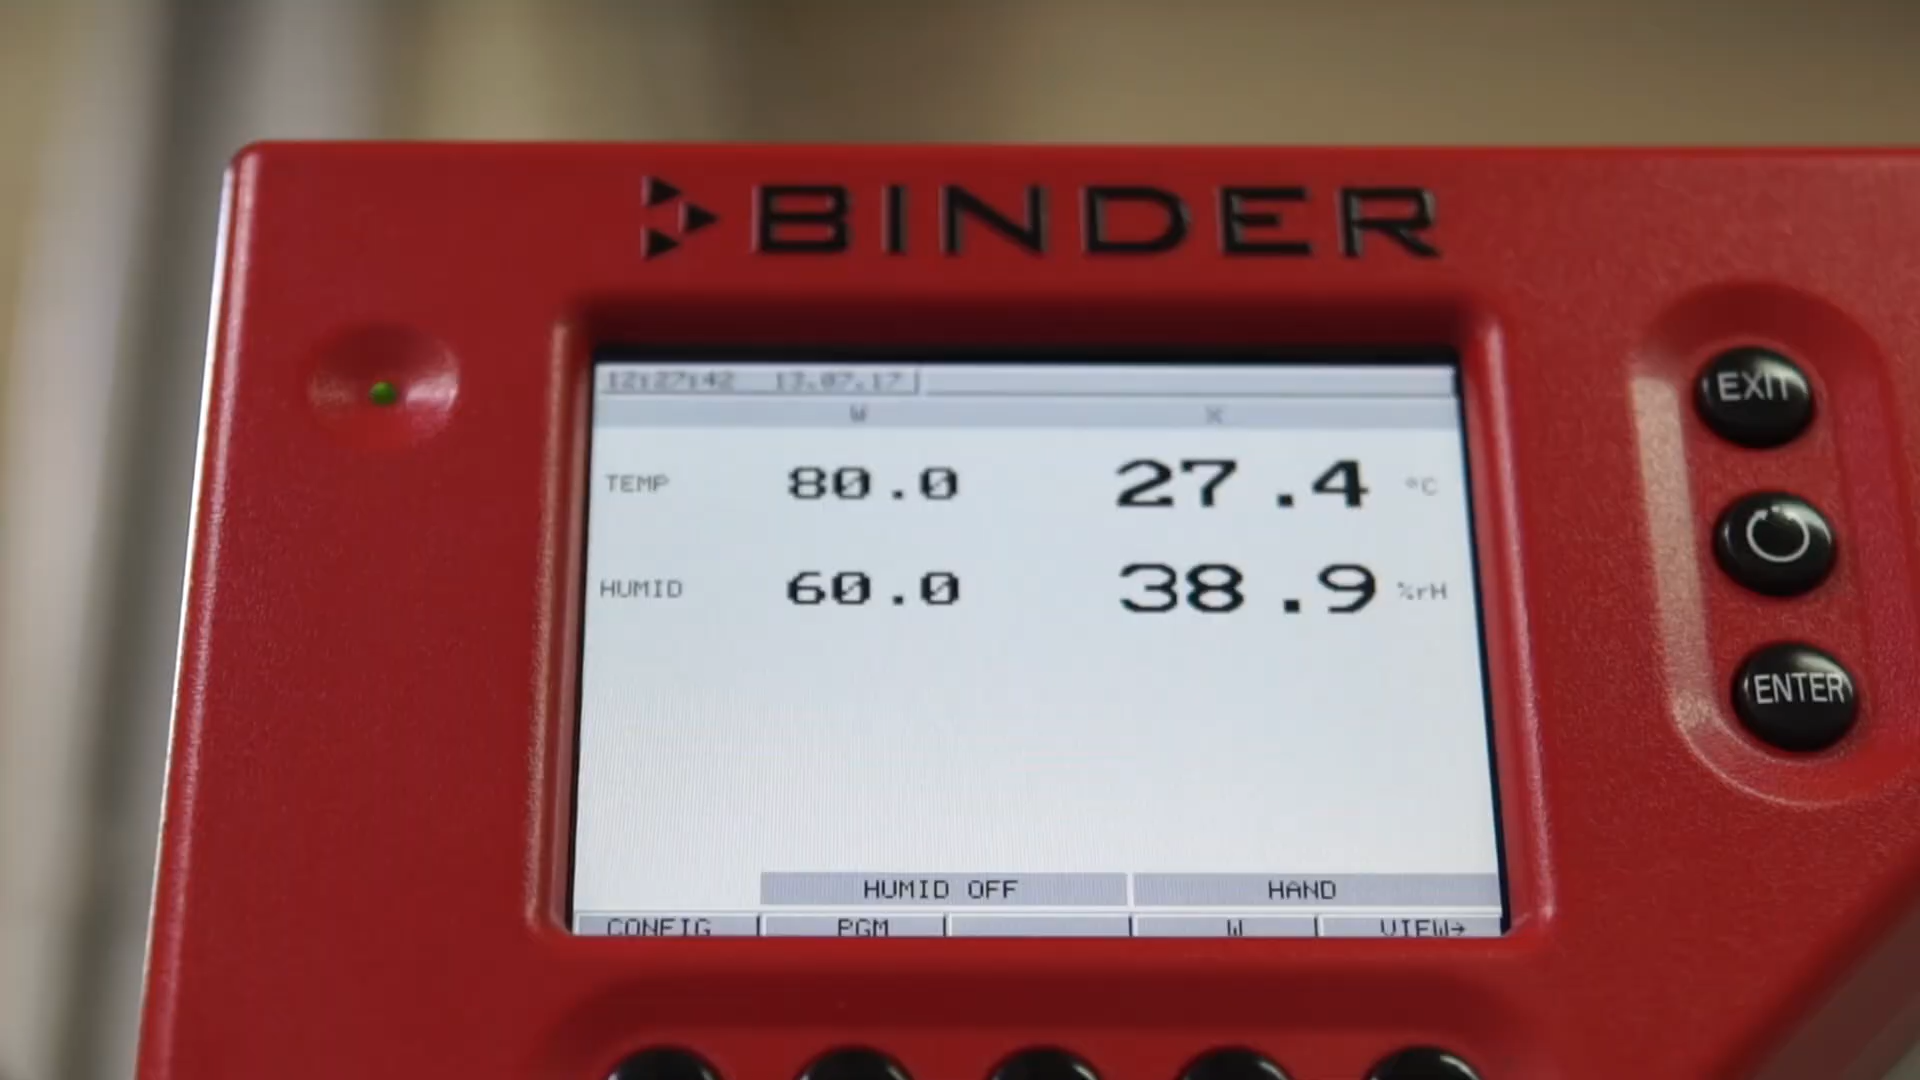 BINDER
12:27:42 13.07.17
W X
TEMP 80.0 27.4 °C
HUMID 60.0 38.9 %rH
HUMID OFF HAND
CONFIG PGM W VIEW→
EXIT
ENTER